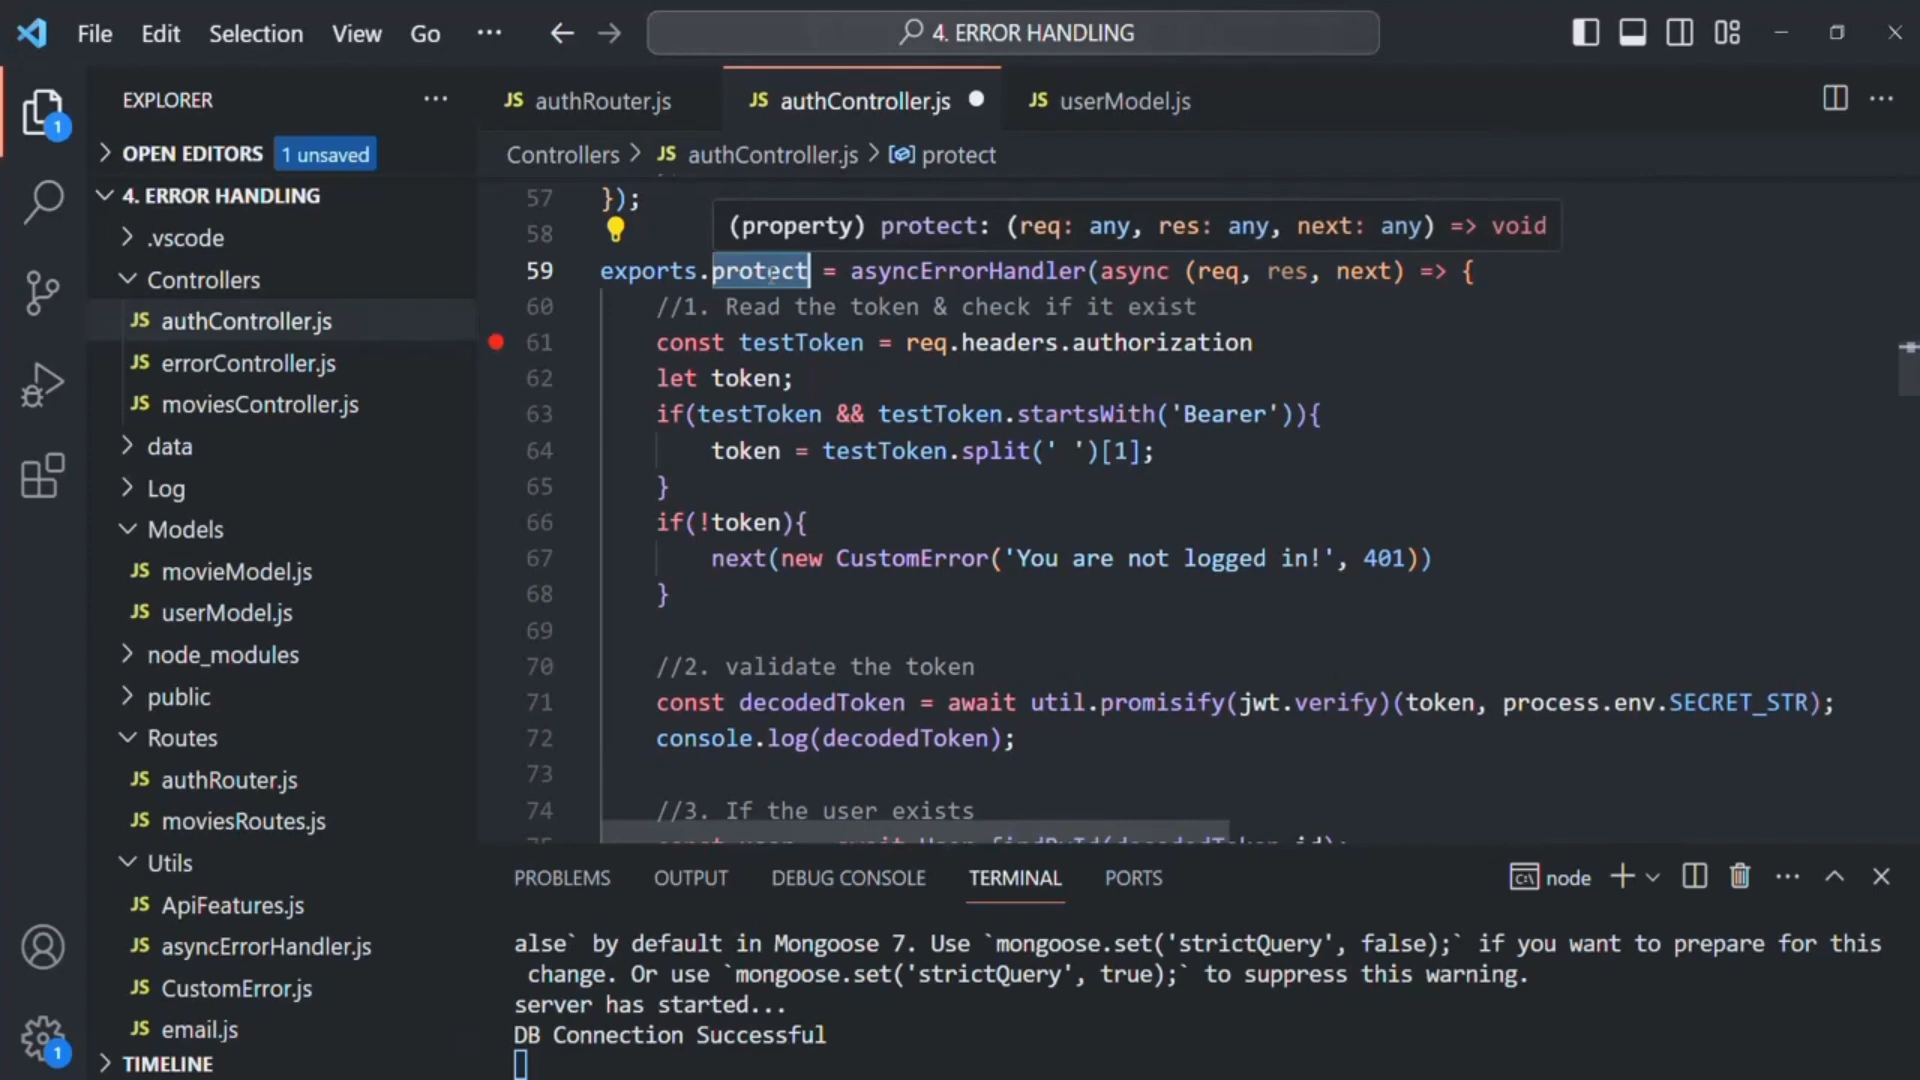 File Edit Selection View Go ··· ← → 4. ERROR HANDLING
EXPLORER ···
OPEN EDITORS 1 unsaved
4. ERROR HANDLING
.vscode
Controllers
JS authController.js
JS errorController.js
JS moviesController.js
data
Log
Models
JS movieModel.js
JS userModel.js
node_modules
public
Routes
JS authRouter.js
JS moviesRoutes.js
Utils
JS ApiFeatures.js
JS asyncErrorHandler.js
JS CustomError.js
JS email.js
TIMELINE
1
1
JS authRouter.js JS authController.js JS userModel.js
Controllers > JS authController.js > protect
57 });
(property) protect: (req: any, res: any, next: any) => void
58
59 exports.protect = asyncErrorHandler(async (req, res, next) => {
60 //1. Read the token & check if it exist
61 const testToken = req.headers.authorization
62 let token;
63 if(testToken && testToken.startsWith('Bearer')){
64 token = testToken.split(' ')[1];
65 }
66 if(!token){
67 next(new CustomError('You are not logged in!', 401))
68 }
69
70 //2. validate the token
71 const decodedToken = await util.promisify(jwt.verify)(token, process.env.SECRET_STR);
72 console.log(decodedToken);
73
74 //3. If the user exists
PROBLEMS OUTPUT DEBUG CONSOLE TERMINAL PORTS node
alse` by default in Mongoose 7. Use `mongoose.set('strictQuery', false);` if you want to prepare for this
change. Or use `mongoose.set('strictQuery', true);` to suppress this warning.
server has started...
DB Connection Successful